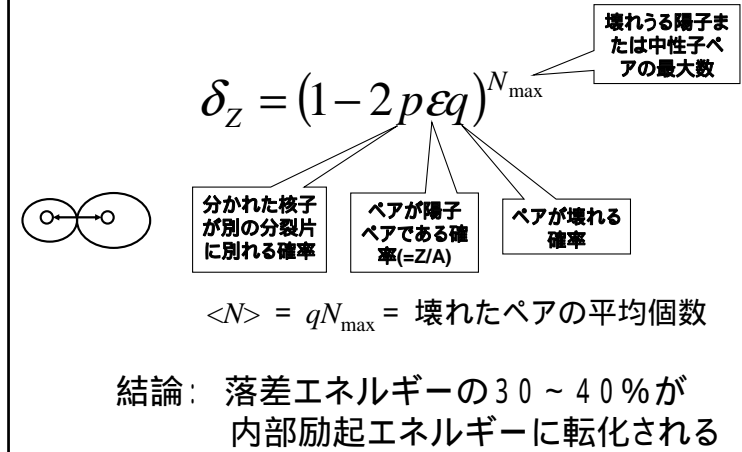 壊れうる陽子ま
たは中性子ペ
アの最大数
δ_Z = (1 − 2pεq)^{N_max}
分かれた核子
が別の分裂片
に別れる確率
ペアが陽子
ペアである確
率(=Z/A)
ペアが壊れる
確率
<N> = qN_max = 壊れたペアの平均個数
結論: 落差エネルギーの30~40%が
内部励起エネルギーに転化される